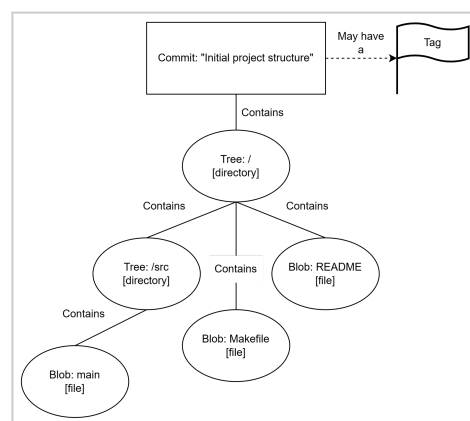 Commit: "Initial project structure"
May have
a
Tag
Contains
Tree: /
[directory]
Contains
Contains
Tree: /src
[directory]
Contains
Blob: README
[file]
Contains
Blob: Makefile
[file]
Blob: main
[file]